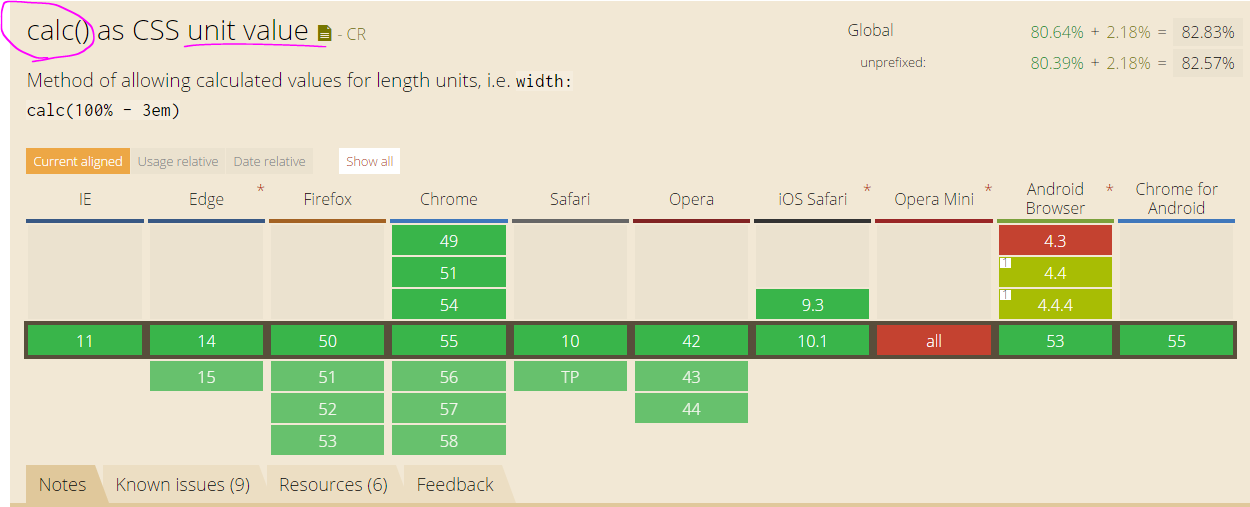 calc() as CSS unit value - CR
Global 80.64% + 2.18% = 82.83%
unprefixed: 80.39% + 2.18% = 82.57%
Method of allowing calculated values for length units, i.e. width:
calc(100% - 3em)
Current aligned Usage relative Date relative Show all
IE Edge * Firefox Chrome Safari Opera iOS Safari * Opera Mini * Android Browser * Chrome for Android
49 4.3
51 1 4.4
54 9.3 1 4.4.4
11 14 50 55 10 42 10.1 all 53 55
15 51 56 TP 43
52 57 44
53 58
Notes Known issues (9) Resources (6) Feedback